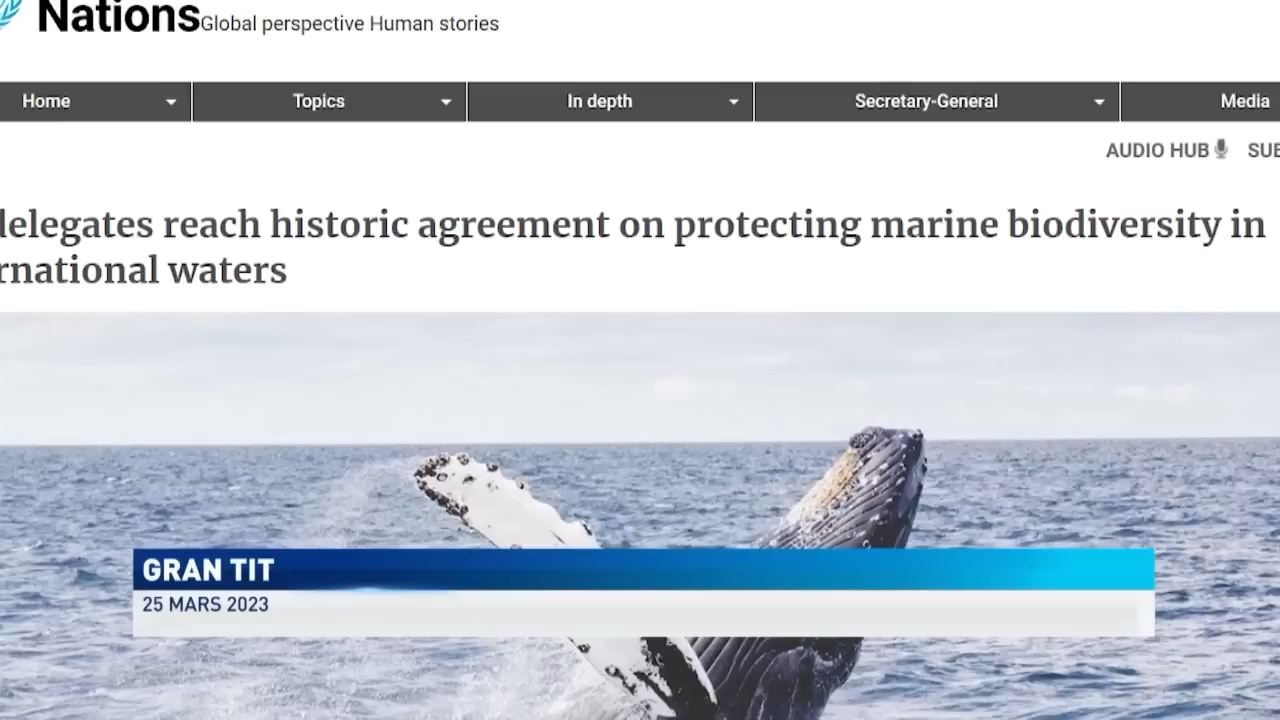 Nations Global perspective Human stories
Home Topics In depth Secretary-General Media
AUDIO HUB SUB
delegates reach historic agreement on protecting marine biodiversity in
rnational waters
GRAN TIT
25 MARS 2023